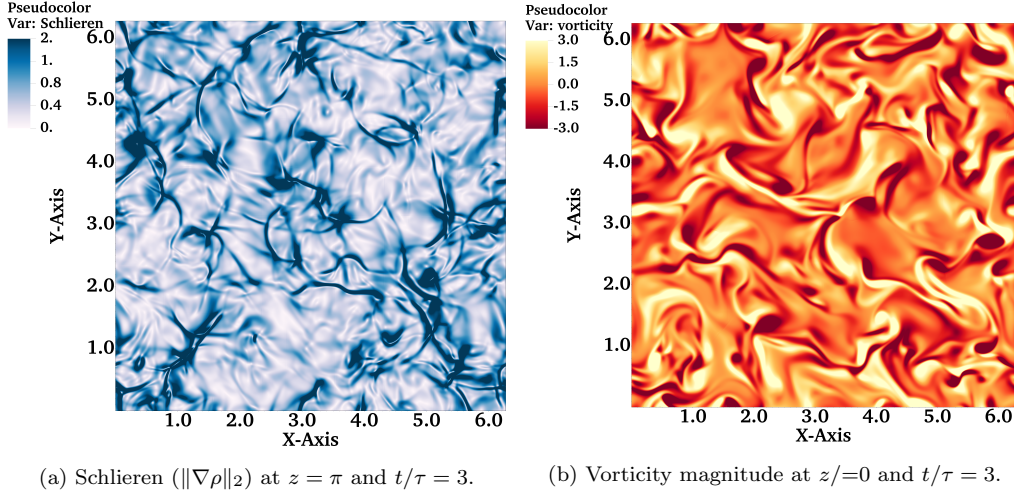 Pseudocolor
Var: Schlieren
2.
1.
0.8
0.4
0.
6.0
5.0
4.0
3.0
2.0
1.0
Y-Axis
1.0 2.0 3.0 4.0 5.0 6.0
X-Axis
(a) Schlieren (‖∇ρ‖₂) at z = π and t/τ = 3.
Pseudocolor
Var: vorticity
3.0
1.5
0.0
-1.5
-3.0
6.0
5.0
4.0
3.0
2.0
1.0
Y-Axis
1.0 2.0 3.0 4.0 5.0 6.0
X-Axis
(b) Vorticity magnitude at z/=0 and t/τ = 3.